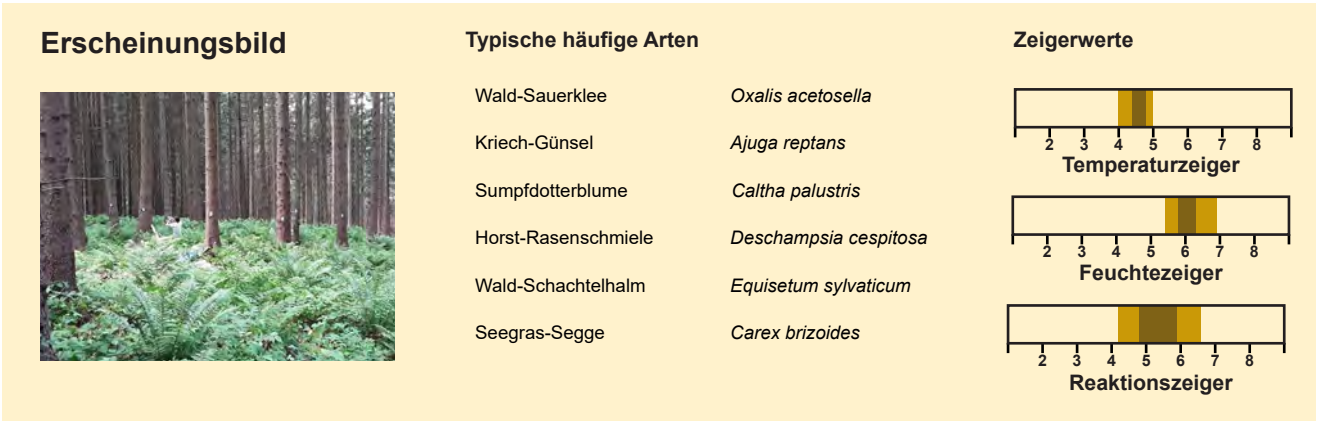 Erscheinungsbild
Typische häufige Arten
Wald-Sauerklee Oxalis acetosella
Kriech-Günsel Ajuga reptans
Sumpfdotterblume Caltha palustris
Horst-Rasenschmiele Deschampsia cespitosa
Wald-Schachtelhalm Equisetum sylvaticum
Seegras-Segge Carex brizoides
Zeigerwerte
2 3 4 5 6 7 8
Temperaturzeiger
2 3 4 5 6 7 8
Feuchtezeiger
2 3 4 5 6 7 8
Reaktionszeiger